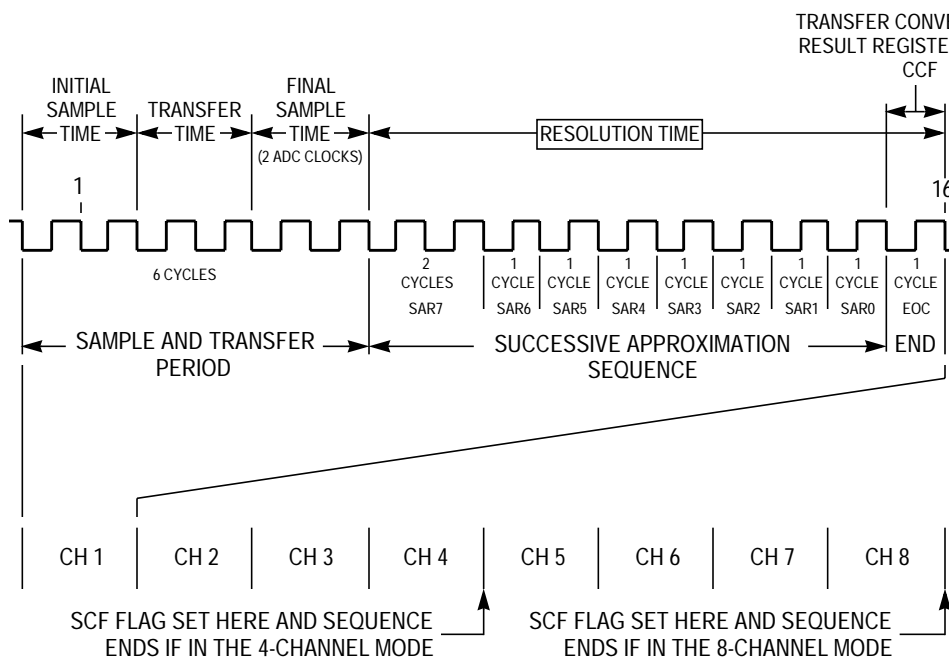 TRANSFER
RESULT
CCF
INITIAL
SAMPLE
TIME
TRANSFER
TIME
FINAL
SAMPLE
TIME
(2 ADC CLOCKS)
RESOLUTION TIME
1
16
6 CYCLES
2
CYCLES
SAR7
1
CYCLE
SAR6
1
CYCLE
SAR5
1
CYCLE
SAR4
1
CYCLE
SAR3
1
CYCLE
SAR2
1
CYCLE
SAR1
1
CYCLE
SAR0
1
CYCLE
EOC
SAMPLE AND TRANSFER
PERIOD
SUCCESSIVE APPROXIMATION
SEQUENCE
END
CH 1
CH 2
CH 3
CH 4
CH 5
CH 6
CH 7
CH 8
SCF FLAG SET HERE AND SEQUENCE
ENDS IF IN THE 4-CHANNEL MODE
SCF FLAG SET HERE AND SEQUENCE
ENDS IF IN THE 8-CHANNEL MODE